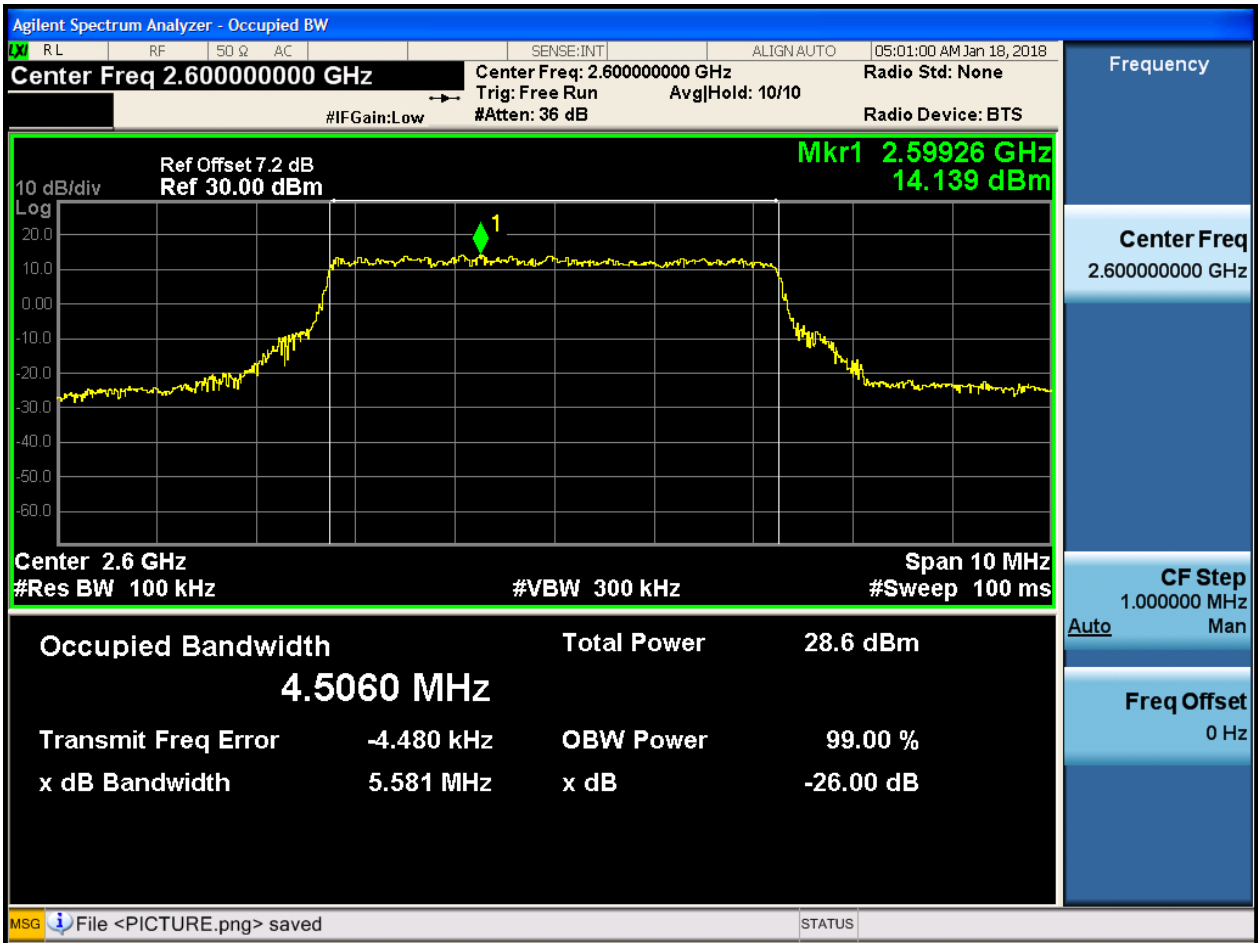 Agilent Spectrum Analyzer - Occupied BW
LXI RL RF 50 Ω AC SENSE:INT ALIGN AUTO 05:01:00 AM Jan 18, 2018
Center Freq 2.600000000 GHz
Center Freq: 2.600000000 GHz
Radio Std: None
Trig: Free Run Avg|Hold: 10/10
#IFGain:Low
#Atten: 36 dB
Radio Device: BTS
Mkr1 2.59926 GHz
14.139 dBm
Ref Offset 7.2 dB
10 dB/div Ref 30.00 dBm
Log
1
20.0
10.0
0.00
-10.0
-20.0
-30.0
-40.0
-50.0
-60.0
Center 2.6 GHz Span 10 MHz
#Res BW 100 kHz #VBW 300 kHz #Sweep 100 ms
Occupied Bandwidth
4.5060 MHz
Total Power 28.6 dBm
Transmit Freq Error -4.480 kHz OBW Power 99.00 %
x dB Bandwidth 5.581 MHz x dB -26.00 dB
Frequency
Center Freq
2.600000000 GHz
CF Step
1.000000 MHz
Auto Man
Freq Offset
0 Hz
MSG File <PICTURE.png> saved STATUS